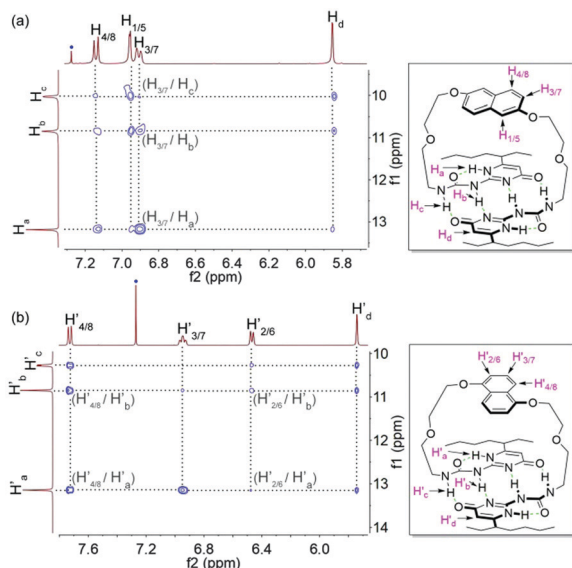 (a)
H4/8 H1/5 H3/7 Hd
Hc
Hb
Ha
(H3/7 / Hc)
(H3/7 / Hb)
(H3/7 / Ha)
10
11
12
13
f1 (ppm)
7.2 7.0 6.8 6.6 6.4 6.2 6.0 5.8
f2 (ppm)
H4/8
H3/7
H1/5
O O
O O
Ha
Hb
Hc
Hd
(b)
H'4/8 H'3/7 H'2/6 H'd
H'c
H'b
H'a
(H'4/8 / H'b) (H'2/6 / H'b)
(H'4/8 / H'a) (H'2/6 / H'a)
10
11
12
13
14
f1 (ppm)
7.6 7.2 6.8 6.4 6.0
f2 (ppm)
H'2/6 H'3/7
H'4/8
O O
O O
H'a
H'b
H'c
H'd